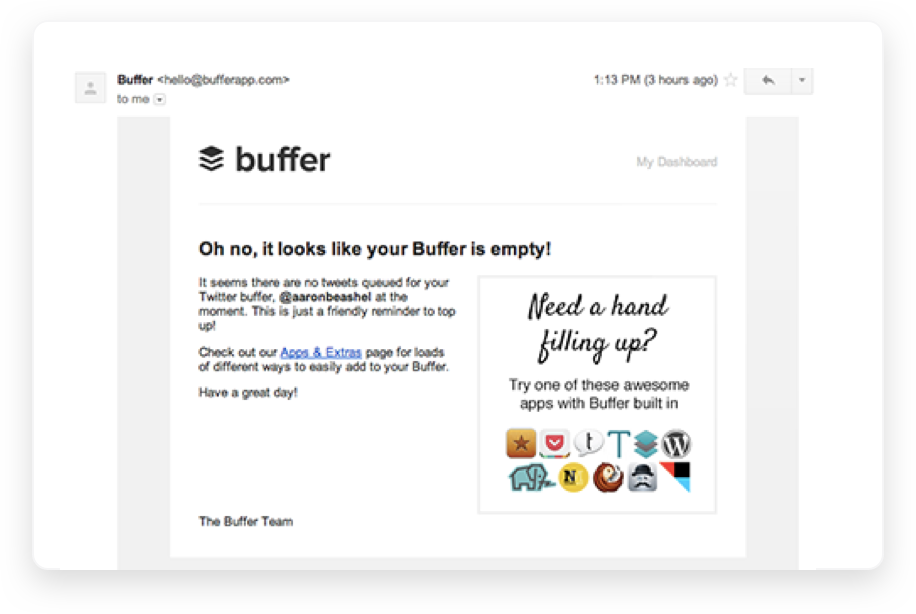 Buffer <hello@bufferapp.com>
1:13 PM (3 hours ago)
to me
buffer
My Dashboard
Oh no, it looks like your Buffer is empty!
It seems there are no tweets queued for your
Twitter buffer, @aaronbeashel at the
moment. This is just a friendly reminder to top
up!
Check out our Apps & Extras page for loads
of different ways to easily add to your Buffer.
Have a great day!
The Buffer Team
Need a hand
filling up?
Try one of these awesome
apps with Buffer built in
t T W
N